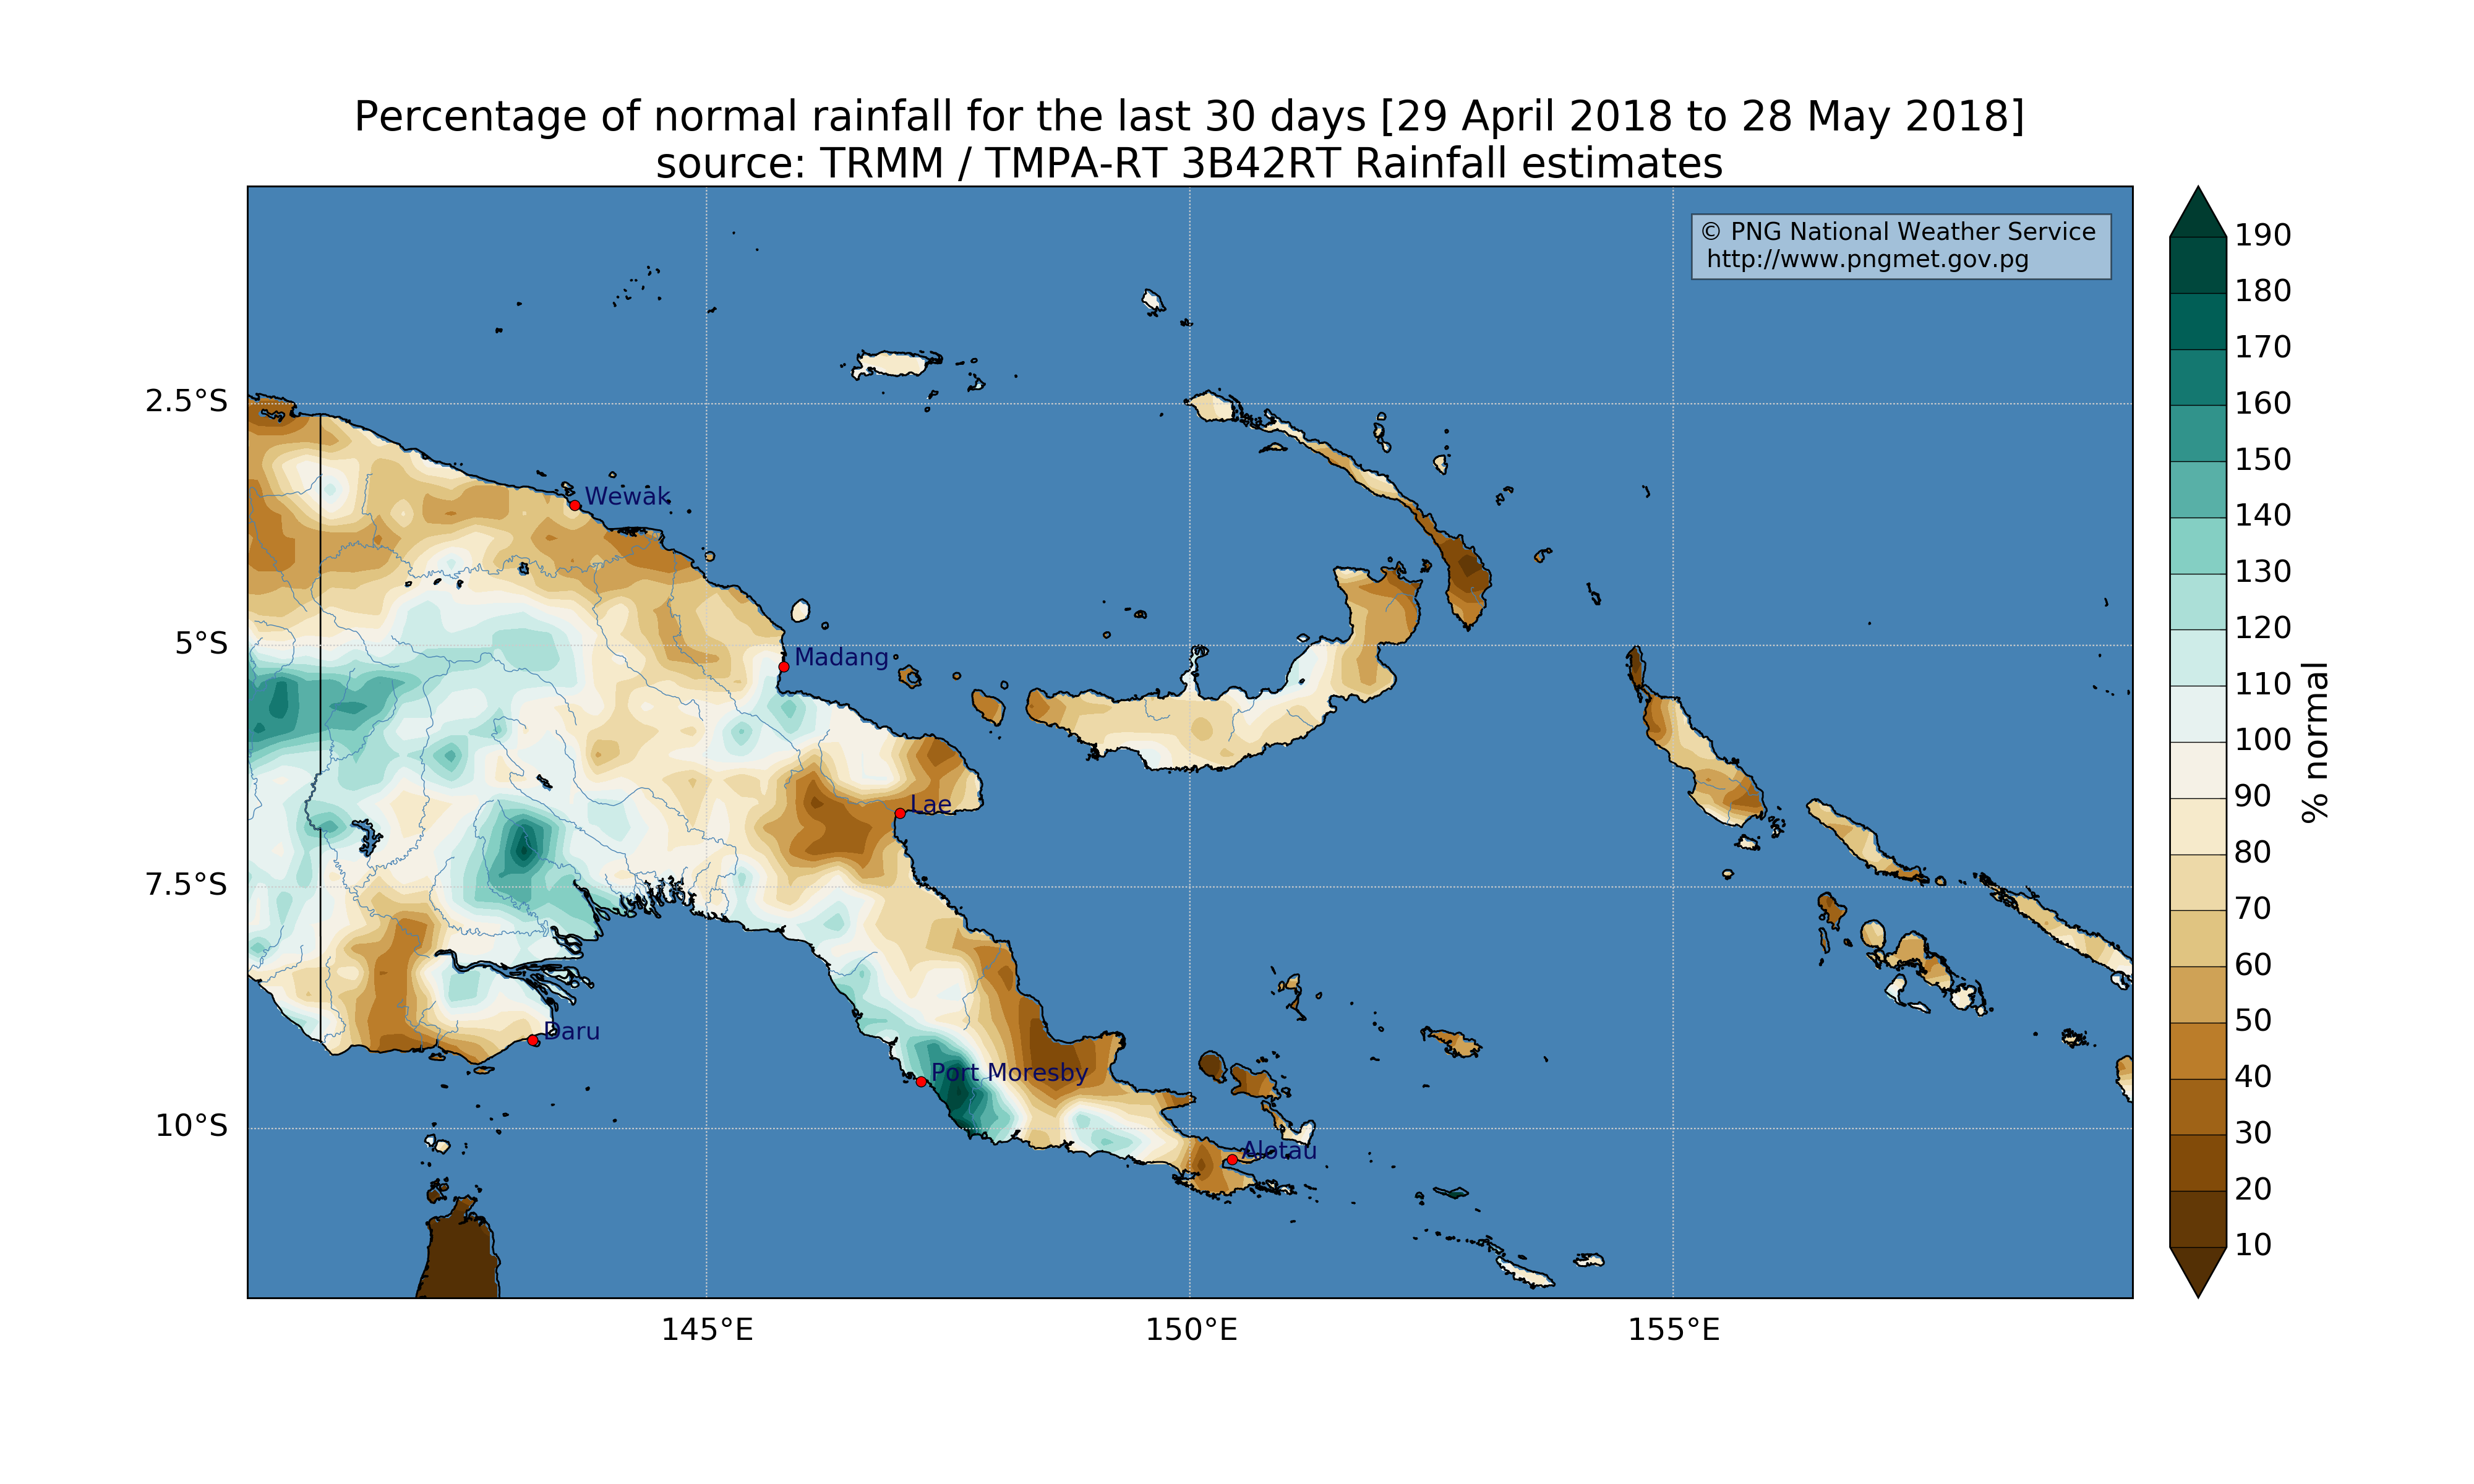 Percentage of normal rainfall for the last 30 days [29 April 2018 to 28 May 2018]
source: TRMM / TMPA-RT 3B42RT Rainfall estimates
© PNG National Weather Service
http://www.pngmet.gov.pg
2.5°S
5°S
7.5°S
10°S
Wewak
Madang
Lae
Daru
Port Moresby
Alotau
145°E
150°E
155°E
190
180
170
160
150
140
130
120
110
100
90
80
70
60
50
40
30
20
10
% normal